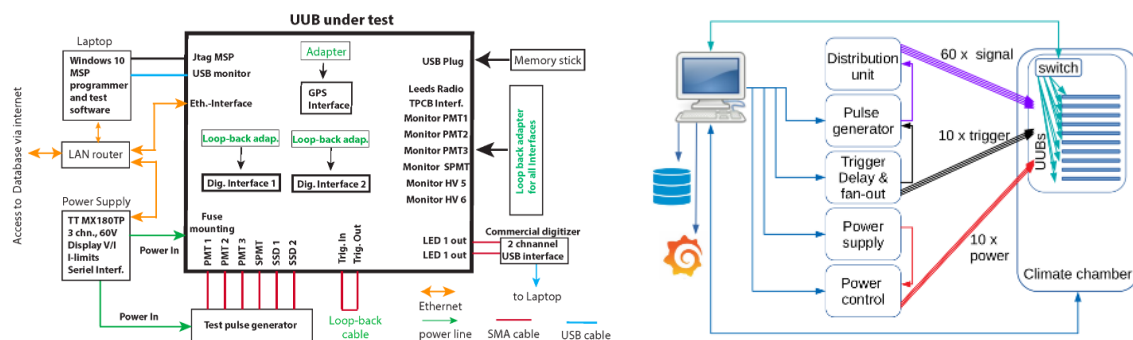 UUB under test
Laptop
Windows 10
MSP
programmer
and test
software
LAN router
Access to Database via internet
Power Supply
TT MX180TP
3 chn., 60V
Display V/I
I-limits
Seriel Interf.
Power In
Power In
Jtag MSP
USB monitor
Eth.-Interface
Adapter
GPS
Interface
Loop-back adap.
Loop-back adap.
Dig. Interface 1
Dig. Interface 2
Fuse
mounting
PMT 1
PMT 2
PMT 3
SPMT
SSD 1
SSD 2
Trig. In
Trig. Out
USB Plug
Leeds Radio
TPCB Interf.
Monitor PMT1
Monitor PMT2
Monitor PMT3
Monitor SPMT
Monitor HV 5
Monitor HV 6
LED 1 out
LED 1 out
Memory stick
Loop back adapter
for all Interfaces
Commercial digitizer
2 channel
USB interface
to Laptop
Test pulse generator
Loop-back
cable
Ethernet
power line
SMA cable
USB cable
Distribution
unit
Pulse
generator
Trigger
Delay &
fan-out
Power
supply
Power
control
60 x signal
10 x trigger
10 x
power
switch
UUBs
Climate chamber